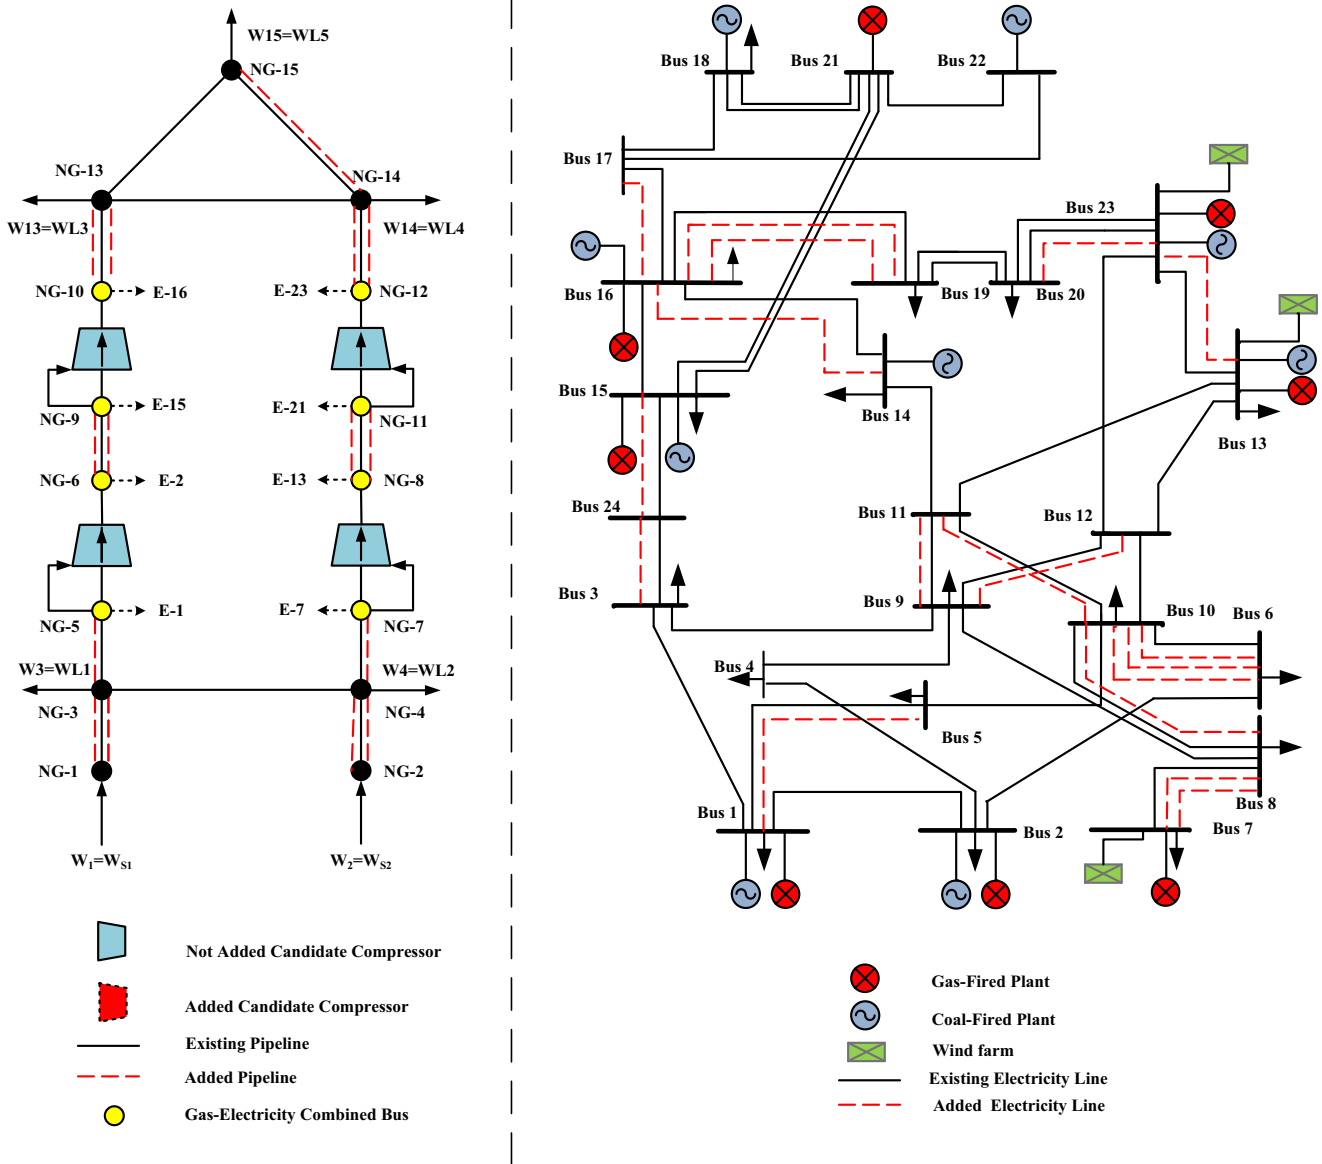 W15=WL5
NG-15
NG-13
NG-14
W13=WL3
W14=WL4
NG-10
E-16
E-23
NG-12
NG-9
E-15
E-21
NG-11
NG-6
E-2
E-13
NG-8
NG-5
E-1
E-7
NG-7
W3=WL1
W4=WL2
NG-3
NG-4
NG-1
NG-2
W1=WS1
W2=WS2
Not Added Candidate Compressor
Added Candidate Compressor
Existing Pipeline
Added Pipeline
Gas-Electricity Combined Bus
Bus 18
Bus 21
Bus 22
Bus 17
Bus 23
Bus 16
Bus 19
Bus 20
Bus 15
Bus 14
Bus 13
Bus 24
Bus 11
Bus 12
Bus 3
Bus 9
Bus 10
Bus 6
Bus 4
Bus 5
Bus 8
Bus 1
Bus 2
Bus 7
Gas-Fired Plant
Coal-Fired Plant
Wind farm
Existing Electricity Line
Added Electricity Line